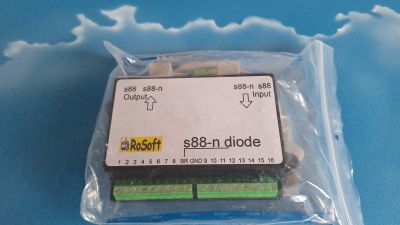 s88 s88-n
Output
s88-n s88
Input
RoSoft
s88-n diode
1 2 3 4 5 6 7 8 BR GND 9 10 11 12 13 14 15 16